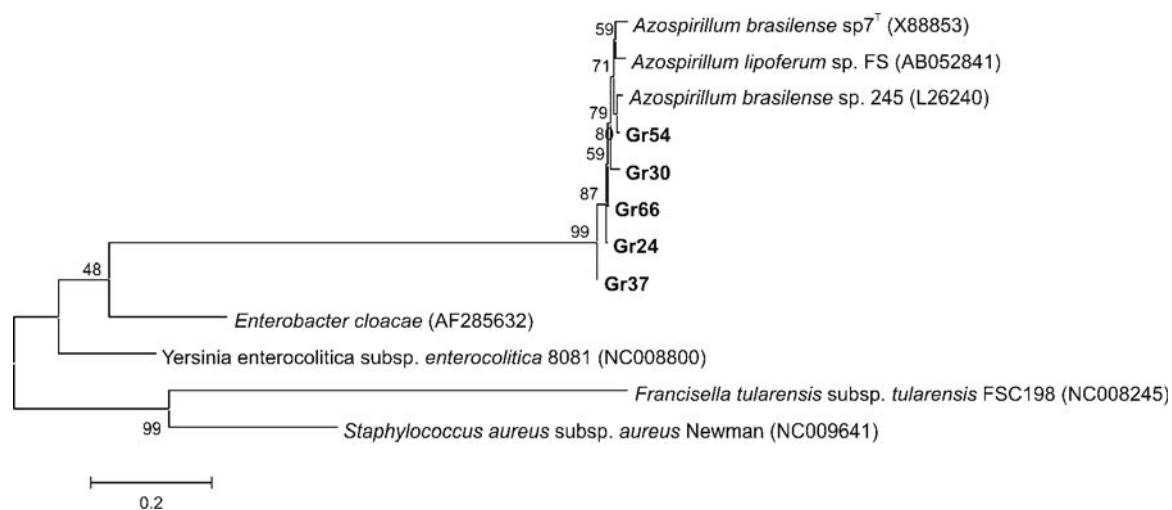 59
Azospirillum brasilense sp7T (X88853)
71
Azospirillum lipoferum sp. FS (AB052841)
Azospirillum brasilense sp. 245 (L26240)
79
80
Gr54
59
Gr30
87
Gr66
99
Gr24
48
Gr37
Enterobacter cloacae (AF285632)
Yersinia enterocolitica subsp. enterocolitica 8081 (NC008800)
Francisella tularensis subsp. tularensis FSC198 (NC008245)
99
Staphylococcus aureus subsp. aureus Newman (NC009641)
0.2